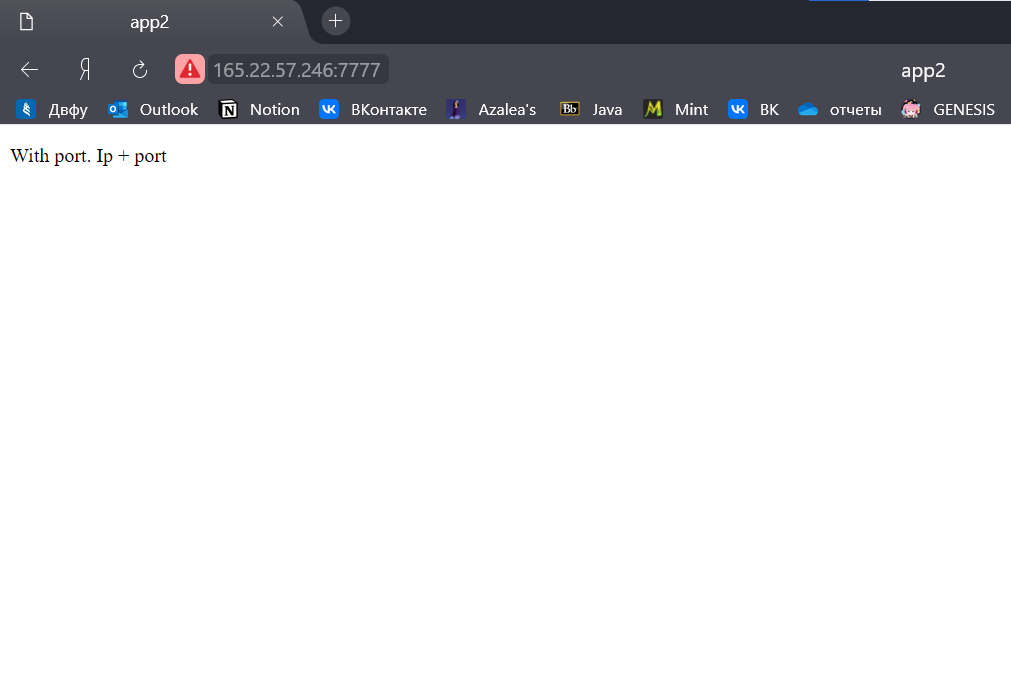 app2
Я 165.22.57.246:7777 app2
Двфу Outlook Notion ВКонтакте Azalea's Bb Java Mint ВК отчеты GENESIS
With port. Ip + port